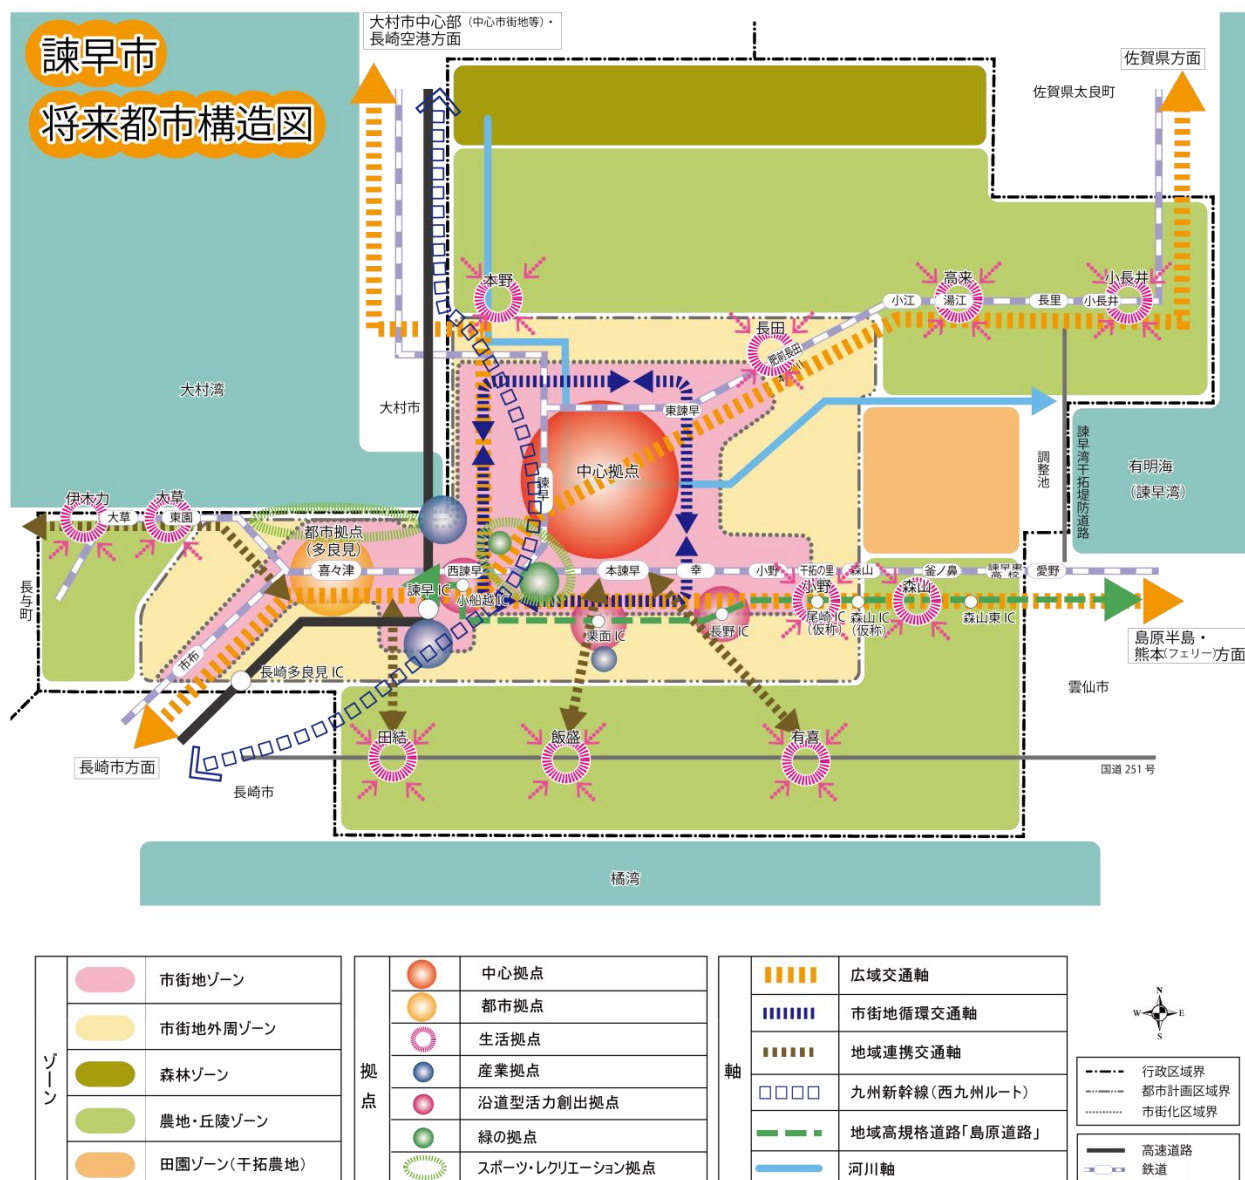 諫早市
将来都市構造図
大村市中心部（中心市街地等）・
長崎空港方面
佐賀県方面
佐賀県太良町
本野
高来
小長井
小江
湯江
長里
小長井
長田
肥前長田
大村湾
大村市
東諫早
中心拠点
諫早
調整池
諫早湾干拓堤防道路
有明海
（諫早湾）
伊木力
大草
大草
東園
都市拠点
（多良見）
喜々津
西諫早
本諫早
幸
小野
干拓の里
森山
釜ノ鼻
諫早東
高校
愛野
諫早IC
小船越IC
小野
森山
長与町
栗面IC
長野IC
尾崎IC
(仮称)
森山IC
(仮称)
森山東IC
島原半島・
熊本(フェリー)方面
市布
長崎多良見IC
雲仙市
田結
飯盛
有喜
長崎市方面
長崎市
国道251号
橘湾
ゾーン
市街地ゾーン
市街地外周ゾーン
森林ゾーン
農地・丘陵ゾーン
田園ゾーン(干拓農地)
拠点
中心拠点
都市拠点
生活拠点
産業拠点
沿道型活力創出拠点
緑の拠点
スポーツ・レクリエーション拠点
軸
広域交通軸
市街地循環交通軸
地域連携交通軸
九州新幹線(西九州ルート)
地域高規格道路「島原道路」
河川軸
N
W
E
S
行政区域界
都市計画区域界
市街化区域界
高速道路
鉄道